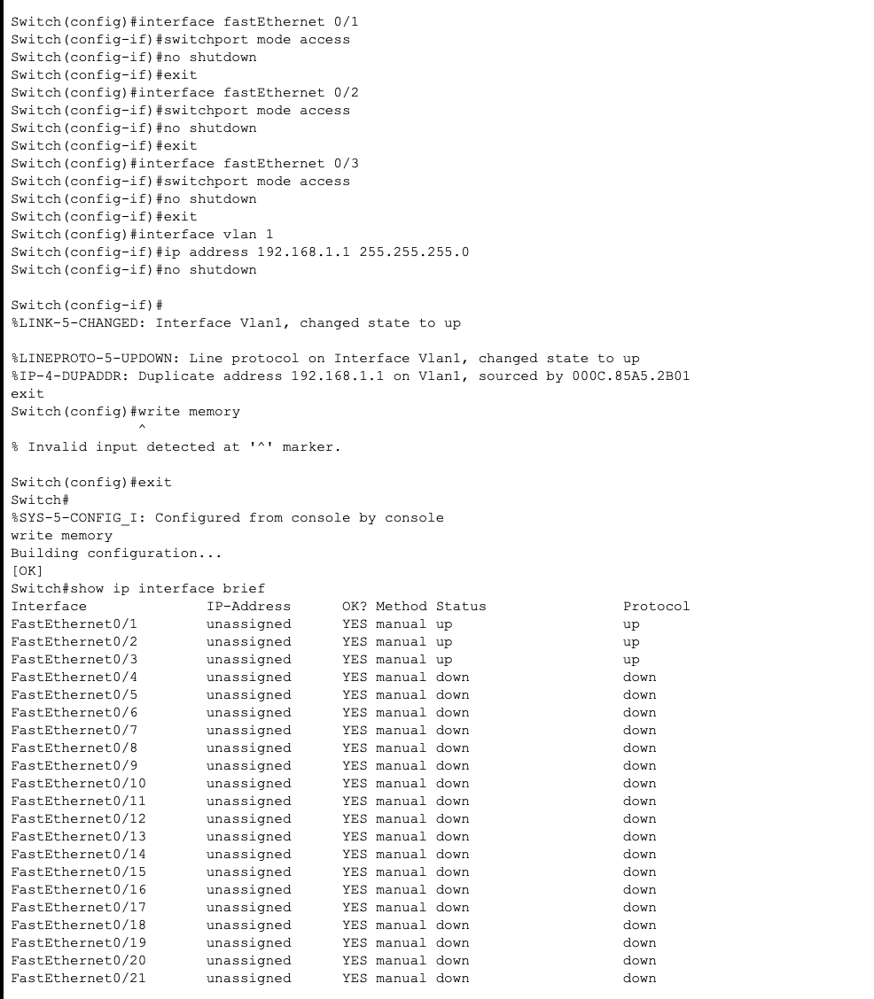 Switch(config)#interface fastEthernet 0/1
Switch(config-if)#switchport mode access
Switch(config-if)#no shutdown
Switch(config-if)#exit
Switch(config)#interface fastEthernet 0/2
Switch(config-if)#switchport mode access
Switch(config-if)#no shutdown
Switch(config-if)#exit
Switch(config)#interface fastEthernet 0/3
Switch(config-if)#switchport mode access
Switch(config-if)#no shutdown
Switch(config-if)#exit
Switch(config)#interface vlan 1
Switch(config-if)#ip address 192.168.1.1 255.255.255.0
Switch(config-if)#no shutdown

Switch(config-if)#
%LINK-5-CHANGED: Interface Vlan1, changed state to up

%LINEPROTO-5-UPDOWN: Line protocol on Interface Vlan1, changed state to up
%IP-4-DUPADDR: Duplicate address 192.168.1.1 on Vlan1, sourced by 000C.85A5.2B01
exit
Switch(config)#write memory
               ^
% Invalid input detected at '^' marker.

Switch(config)#exit
Switch#
%SYS-5-CONFIG_I: Configured from console by console
write memory
Building configuration...
[OK]
Switch#show ip interface brief
Interface              IP-Address      OK? Method Status                Protocol
FastEthernet0/1        unassigned      YES manual up                    up
FastEthernet0/2        unassigned      YES manual up                    up
FastEthernet0/3        unassigned      YES manual up                    up
FastEthernet0/4        unassigned      YES manual down                  down
FastEthernet0/5        unassigned      YES manual down                  down
FastEthernet0/6        unassigned      YES manual down                  down
FastEthernet0/7        unassigned      YES manual down                  down
FastEthernet0/8        unassigned      YES manual down                  down
FastEthernet0/9        unassigned      YES manual down                  down
FastEthernet0/10       unassigned      YES manual down                  down
FastEthernet0/11       unassigned      YES manual down                  down
FastEthernet0/12       unassigned      YES manual down                  down
FastEthernet0/13       unassigned      YES manual down                  down
FastEthernet0/14       unassigned      YES manual down                  down
FastEthernet0/15       unassigned      YES manual down                  down
FastEthernet0/16       unassigned      YES manual down                  down
FastEthernet0/17       unassigned      YES manual down                  down
FastEthernet0/18       unassigned      YES manual down                  down
FastEthernet0/19       unassigned      YES manual down                  down
FastEthernet0/20       unassigned      YES manual down                  down
FastEthernet0/21       unassigned      YES manual down                  down